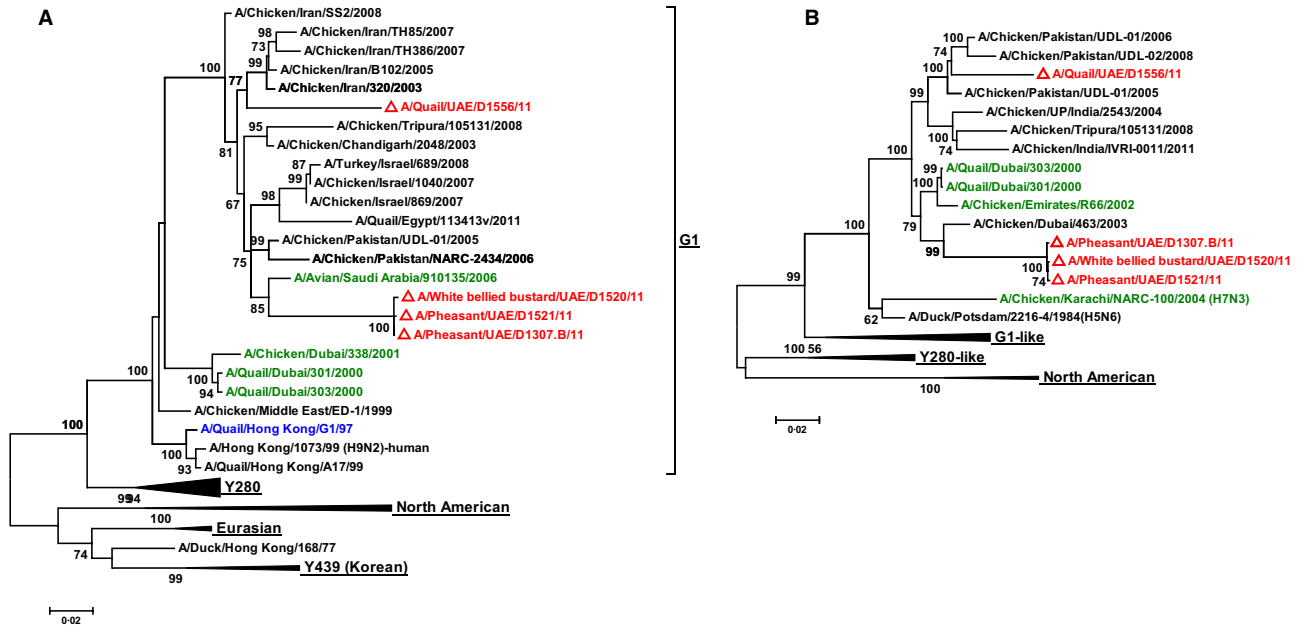 A
A/Chicken/Iran/SS2/2008
98
A/Chicken/Iran/TH85/2007
73
A/Chicken/Iran/TH386/2007
99
A/Chicken/Iran/B102/2005
100
77
A/Chicken/Iran/320/2003
A/Quail/UAE/D1556/11
95
A/Chicken/Tripura/105131/2008
81
A/Chicken/Chandigarh/2048/2003
87
A/Turkey/Israel/689/2008
99
A/Chicken/Israel/1040/2007
98
A/Chicken/Israel/869/2007
67
A/Quail/Egypt/113413v/2011
99
A/Chicken/Pakistan/UDL-01/2005
A/Chicken/Pakistan/NARC-2434/2006
75
A/Avian/Saudi Arabia/910135/2006
85
A/White bellied bustard/UAE/D1520/11
A/Pheasant/UAE/D1521/11
100
A/Pheasant/UAE/D1307.B/11
A/Chicken/Dubai/338/2001
100
A/Quail/Dubai/301/2000
100
94
A/Quail/Dubai/303/2000
A/Chicken/Middle East/ED-1/1999
100
A/Quail/Hong Kong/G1/97
100
A/Hong Kong/1073/99 (H9N2)-human
93
A/Quail/Hong Kong/A17/99
G1
Y280
99
94
North American
100
Eurasian
74
A/Duck/Hong Kong/168/77
99
Y439 (Korean)
0·02
B
100
A/Chicken/Pakistan/UDL-01/2006
74
A/Chicken/Pakistan/UDL-02/2008
100
A/Quail/UAE/D1556/11
99
A/Chicken/Pakistan/UDL-01/2005
A/Chicken/UP/India/2543/2004
100
A/Chicken/Tripura/105131/2008
74
A/Chicken/India/IVRI-0011/2011
100
99
A/Quail/Dubai/303/2000
100
A/Quail/Dubai/301/2000
A/Chicken/Emirates/R66/2002
79
A/Chicken/Dubai/463/2003
99
A/Pheasant/UAE/D1307.B/11
100
A/White bellied bustard/UAE/D1520/11
74
A/Pheasant/UAE/D1521/11
100
99
A/Chicken/Karachi/NARC-100/2004 (H7N3)
62
A/Duck/Potsdam/2216-4/1984(H5N6)
G1-like
100 56
Y280-like
North American
100
0·02